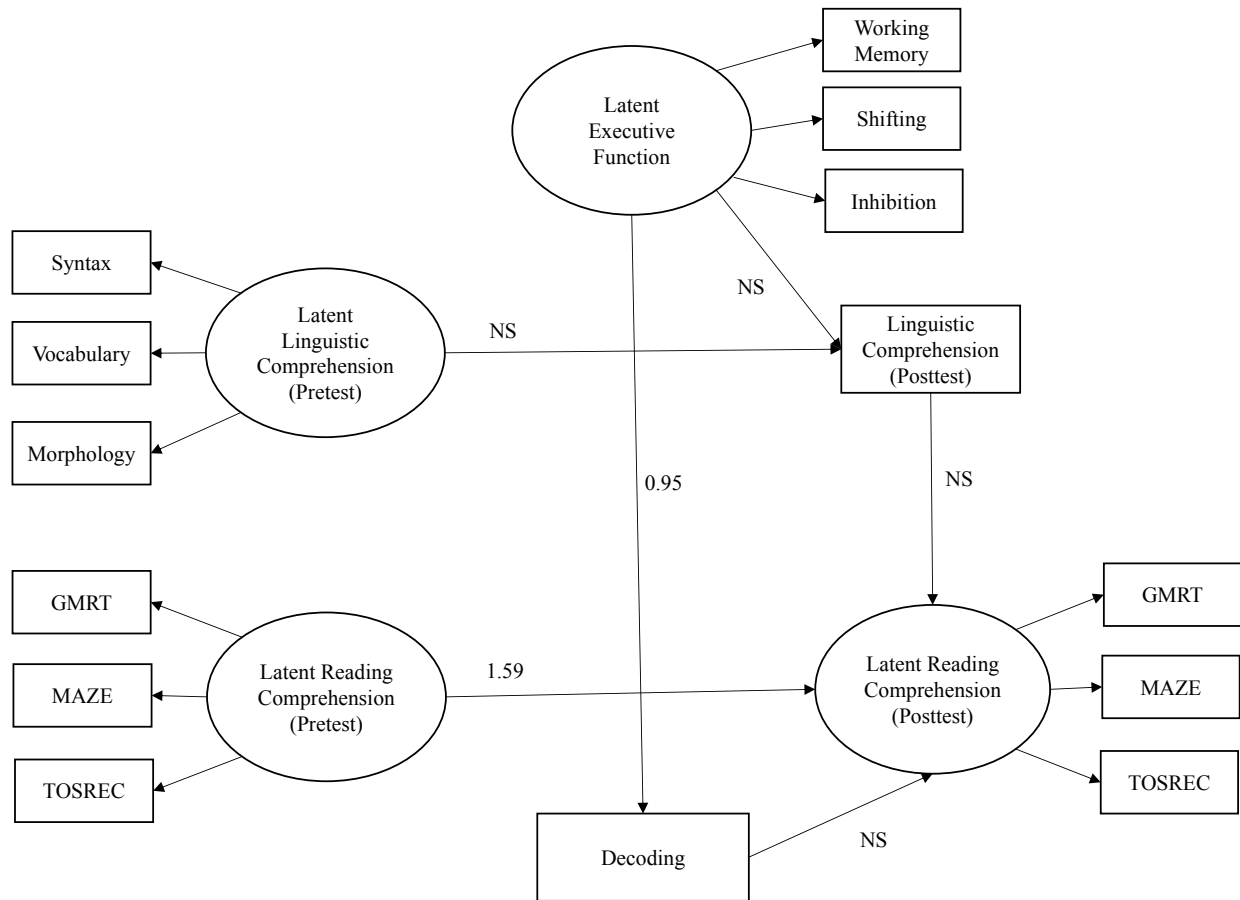 Working
Memory
Latent
Executive
Function
Shifting
Inhibition
Syntax
Vocabulary
Morphology
Latent
Linguistic
Comprehension
(Pretest)
NS
NS
Linguistic
Comprehension
(Posttest)
0.95
NS
GMRT
MAZE
TOSREC
Latent Reading
Comprehension
(Pretest)
1.59
Latent Reading
Comprehension
(Posttest)
GMRT
MAZE
TOSREC
Decoding
NS